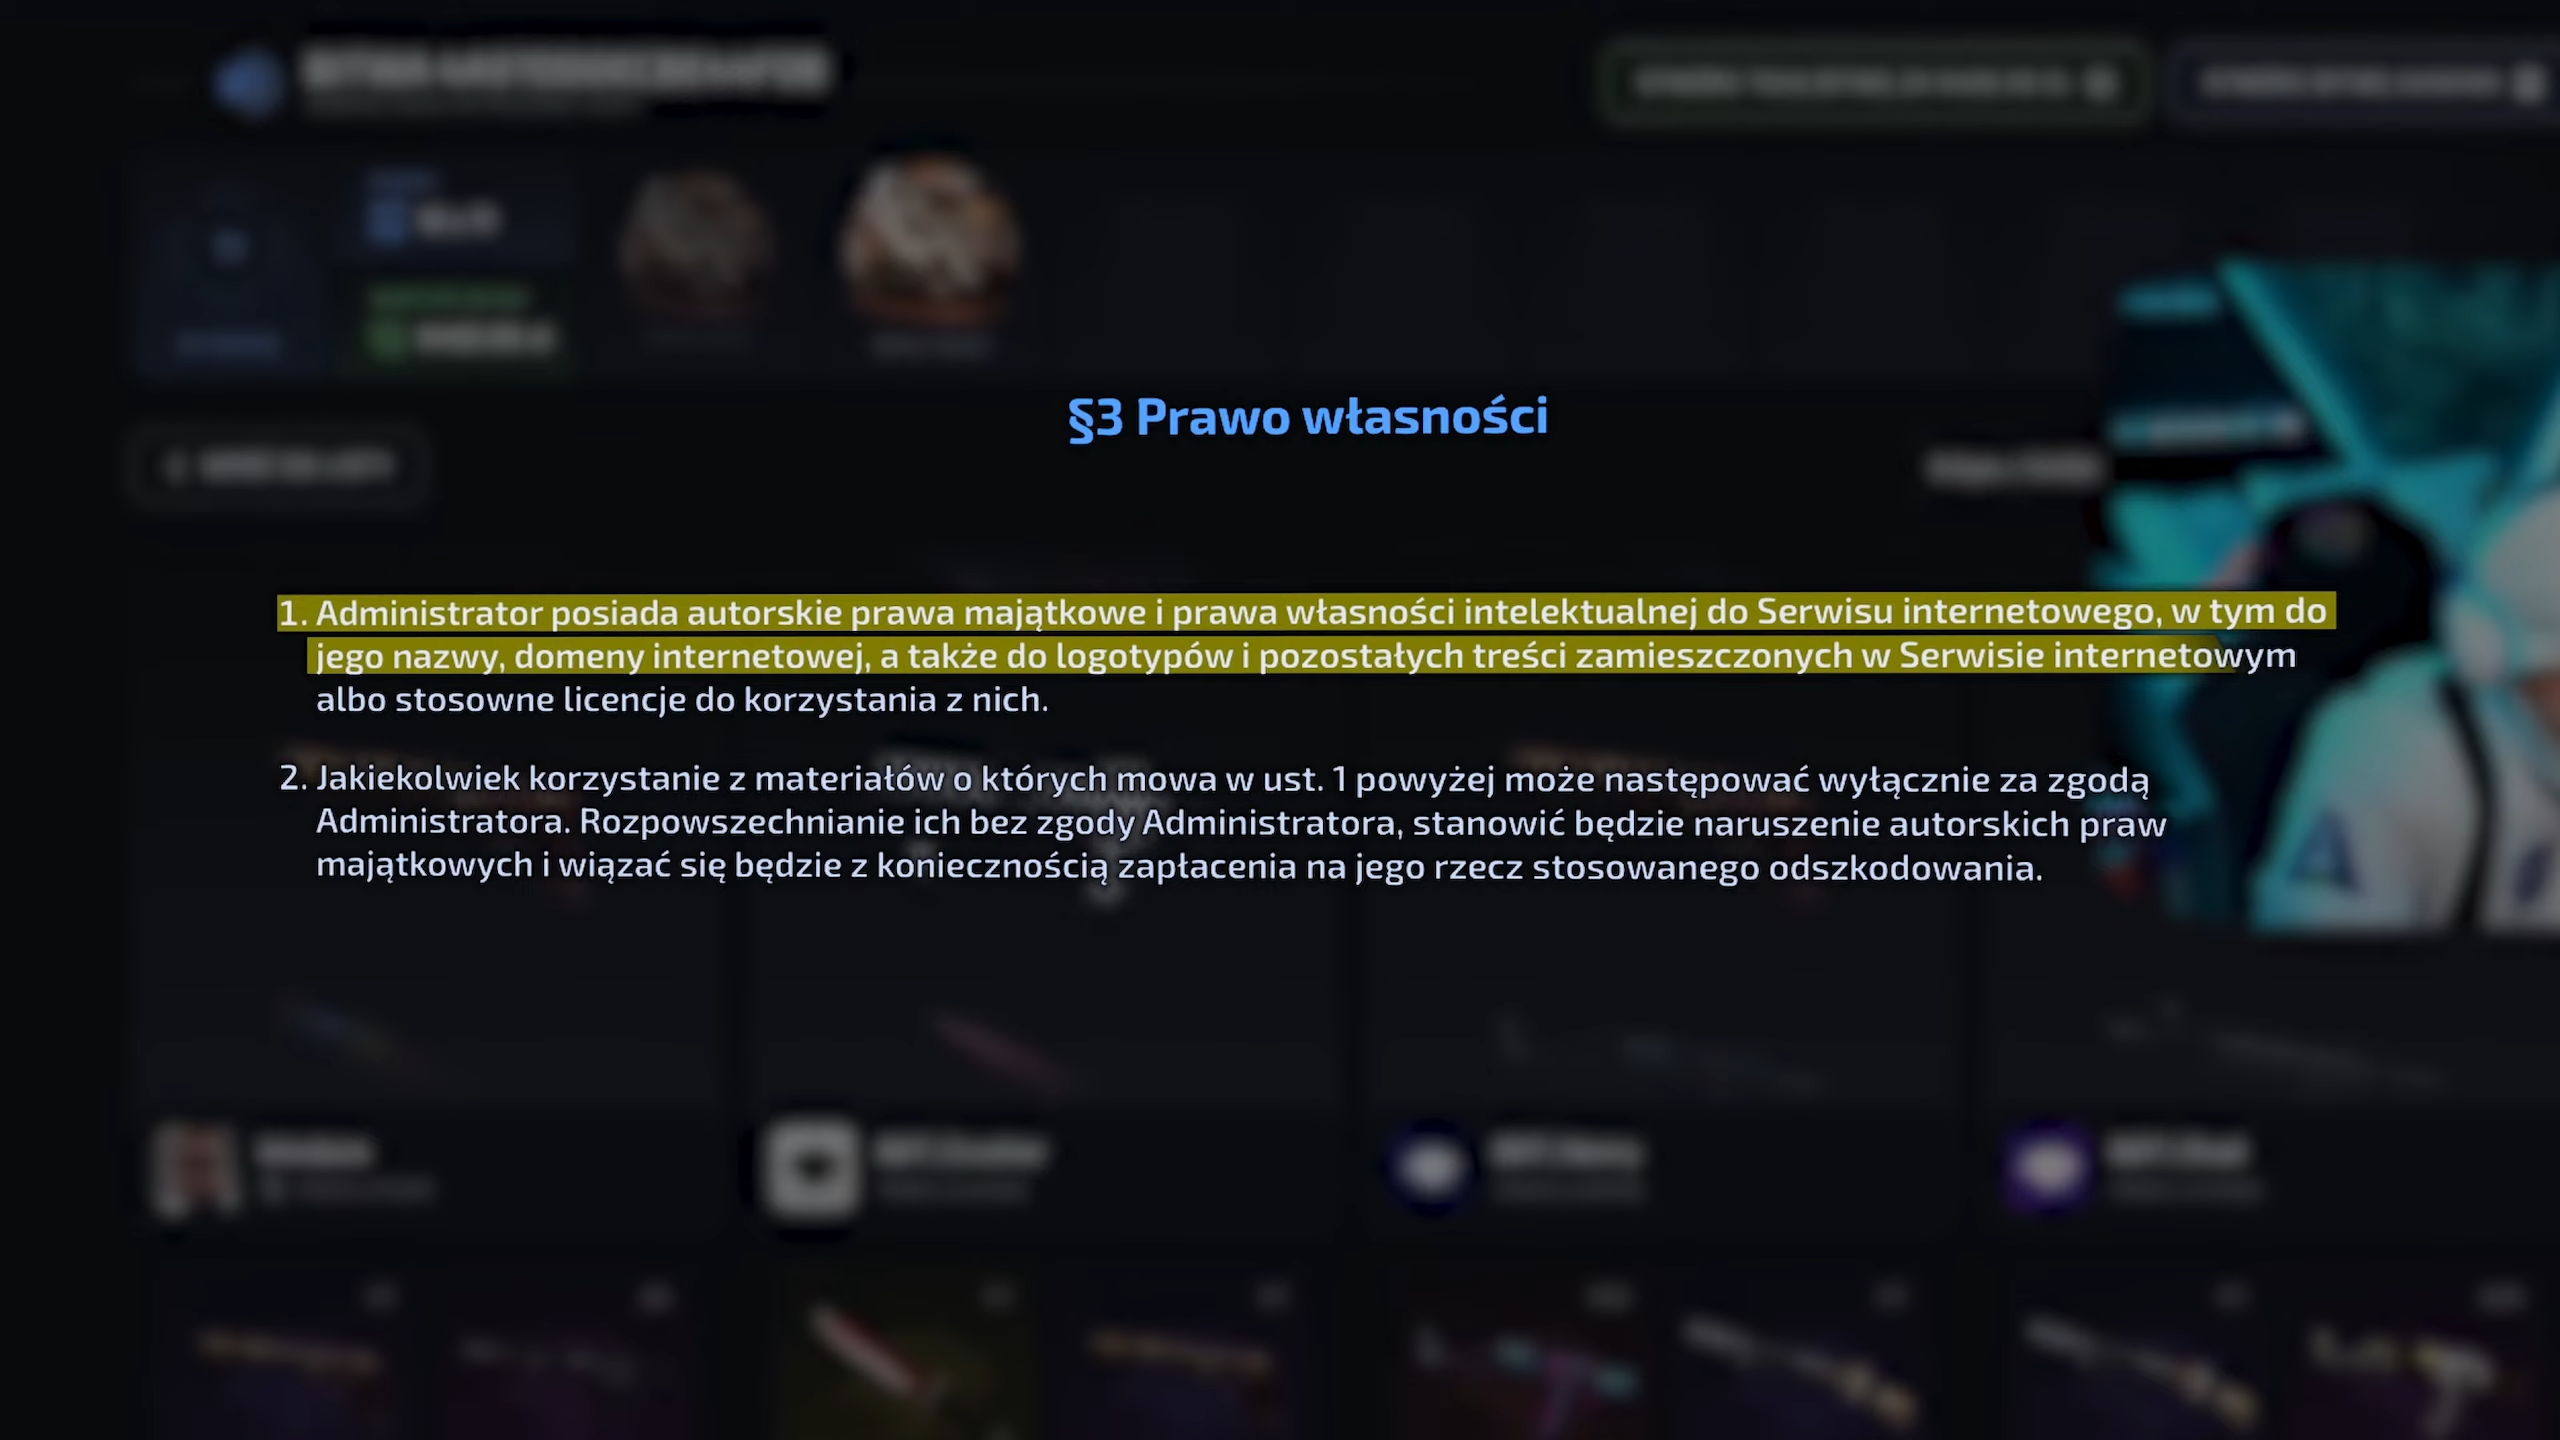 §3 Prawo własności
1. Administrator posiada autorskie prawa majątkowe i prawa własności intelektualnej do Serwisu internetowego, w tym do
jego nazwy, domeny internetowej, a także do logotypów i pozostałych treści zamieszczonych w Serwisie internetowym
albo stosowne licencje do korzystania z nich.
2. Jakiekolwiek korzystanie z materiałów o których mowa w ust. 1 powyżej może następować wyłącznie za zgodą
Administratora. Rozpowszechnianie ich bez zgody Administratora, stanowić będzie naruszenie autorskich praw
majątkowych i wiązać się będzie z koniecznością zapłacenia na jego rzecz stosowanego odszkodowania.